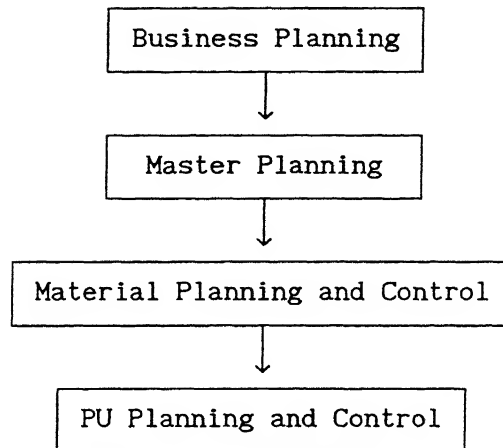 Business Planning
Master Planning
Material Planning and Control
PU Planning and Control